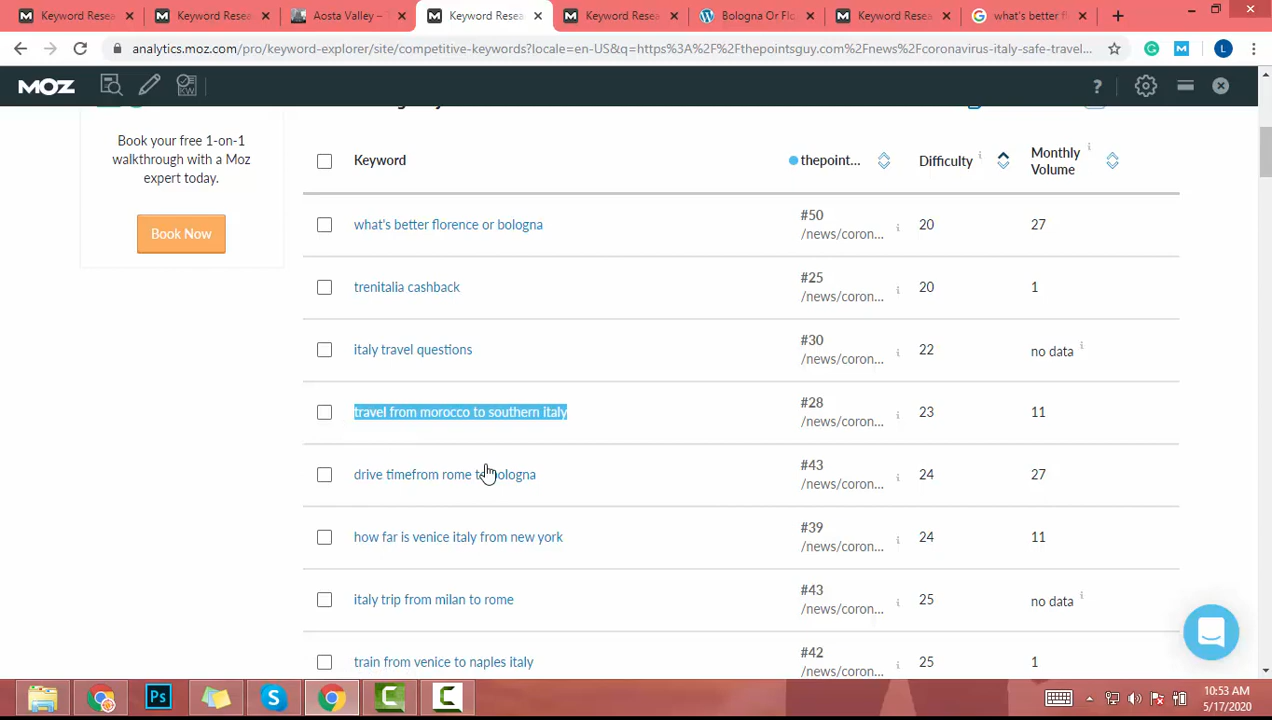 Keyword Resea
Keyword Resea
Aosta Valley – T
Keyword Resea
Keyword Resea
Bologna Or Flo
Keyword Resea
what's better fl
analytics.moz.com/pro/keyword-explorer/site/competitive-keywords?locale=en-US&q=https%3A%2F%2Fthepointsguy.com%2Fnews%2Fcoronavirus-italy-safe-travel...
L
MOZ
KW
?
Book your free 1-on-1
walkthrough with a Moz
expert today.
Book Now
Keyword
thepoint...
Difficulty
Monthly
Volume
what's better florence or bologna
#50
/news/coron...
20
27
trenitalia cashback
#25
/news/coron...
20
1
italy travel questions
#30
/news/coron...
22
no data
travel from morocco to southern italy
#28
/news/coron...
23
11
drive timefrom rome bologna
#43
/news/coron...
24
27
how far is venice italy from new york
#39
/news/coron...
24
11
italy trip from milan to rome
#43
/news/coron...
25
no data
train from venice to naples italy
#42
/news/coron...
25
1
Ps
10:53 AM
5/17/2020